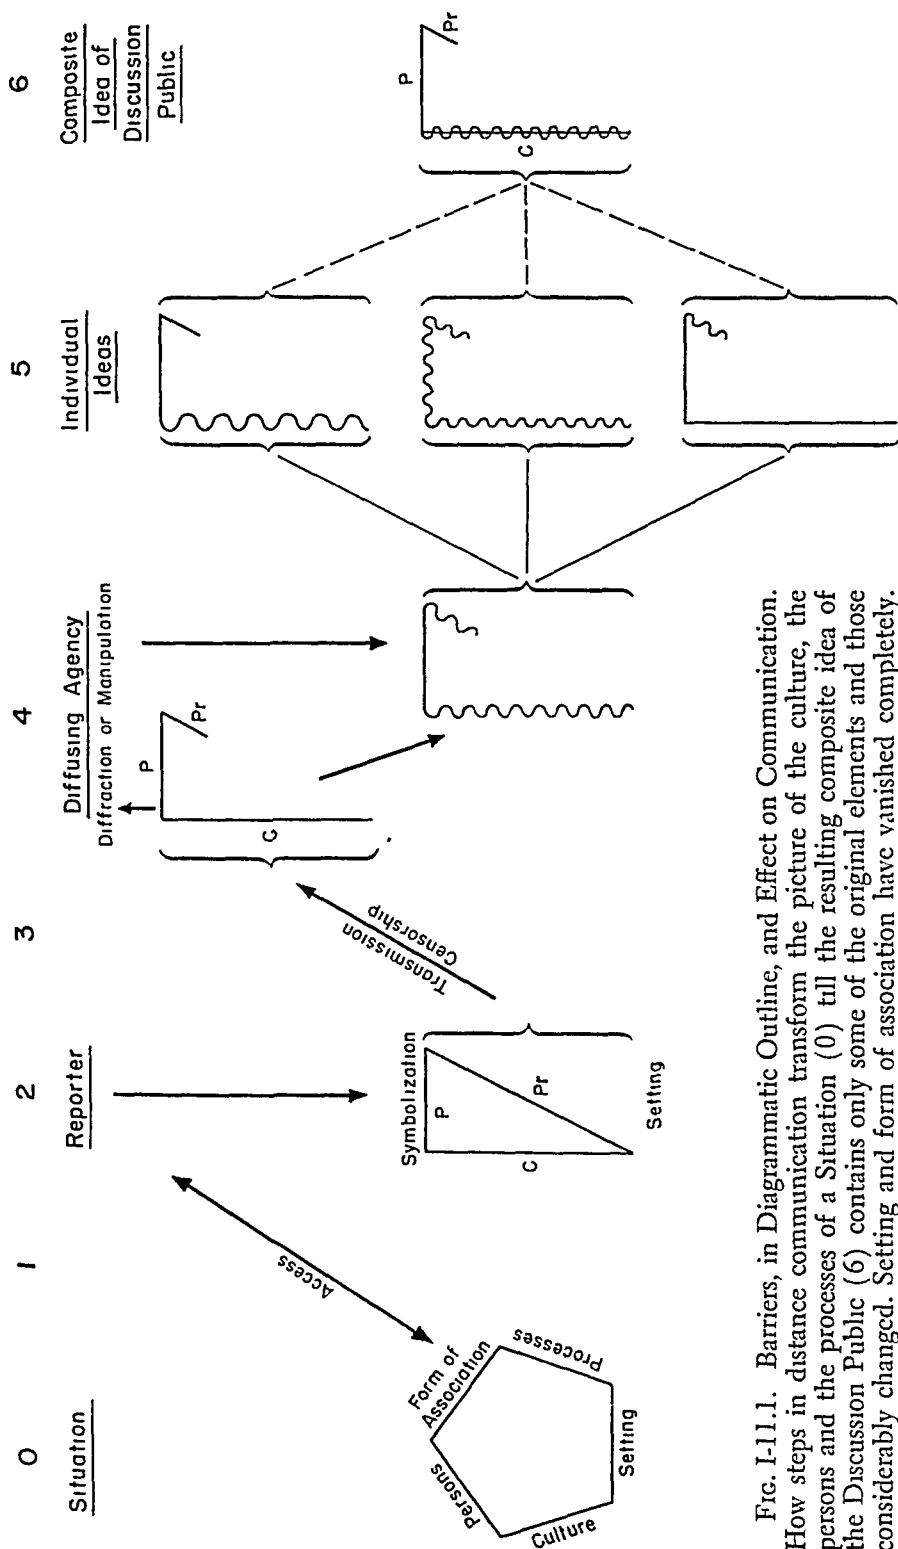 0
1
2
3
4
5
6
Situation
Reporter
Diffusing Agency
Diffraction or Manipulation
Individual
Ideas
Composite
Idea of
Discussion
Public
Access
Transmission
Censorship
Form of
Association
Persons
Processes
Culture
Setting
Symbolization
P
C
Pr
Setting
P
Pr
C
P
Pr
C
FIG. I-11.1. Barriers, in Diagrammatic Outline, and Effect on Communication.
How steps in distance communication transform the picture of the culture, the
persons and the processes of a Situation (0) till the resulting composite idea of
the Discussion Public (6) contains only some of the original elements and those
considerably changed. Setting and form of association have vanished completely.